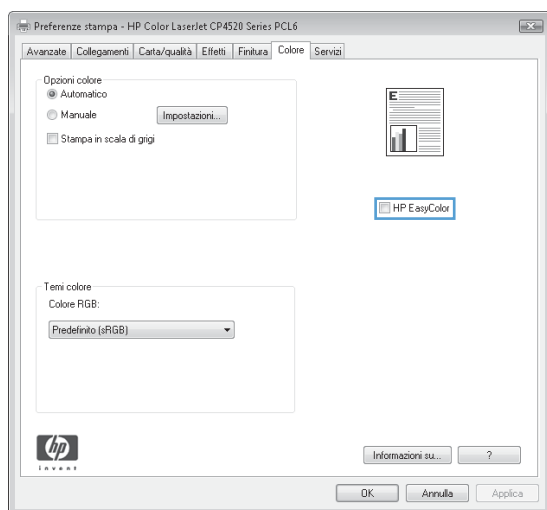 Preferenze stampa - HP Color LaserJet CP4520 Series PCL6
Avanzate Collegamenti Carta/qualità Effetti Finitura Colore Servizi
Opzioni colore
Automatico
Manuale Impostazioni...
Stampa in scala di grigi
E
HP EasyColor
Temi colore
Colore RGB:
Predefinito (sRGB)
hp
invent
Informazioni su... ?
OK Annulla Applica